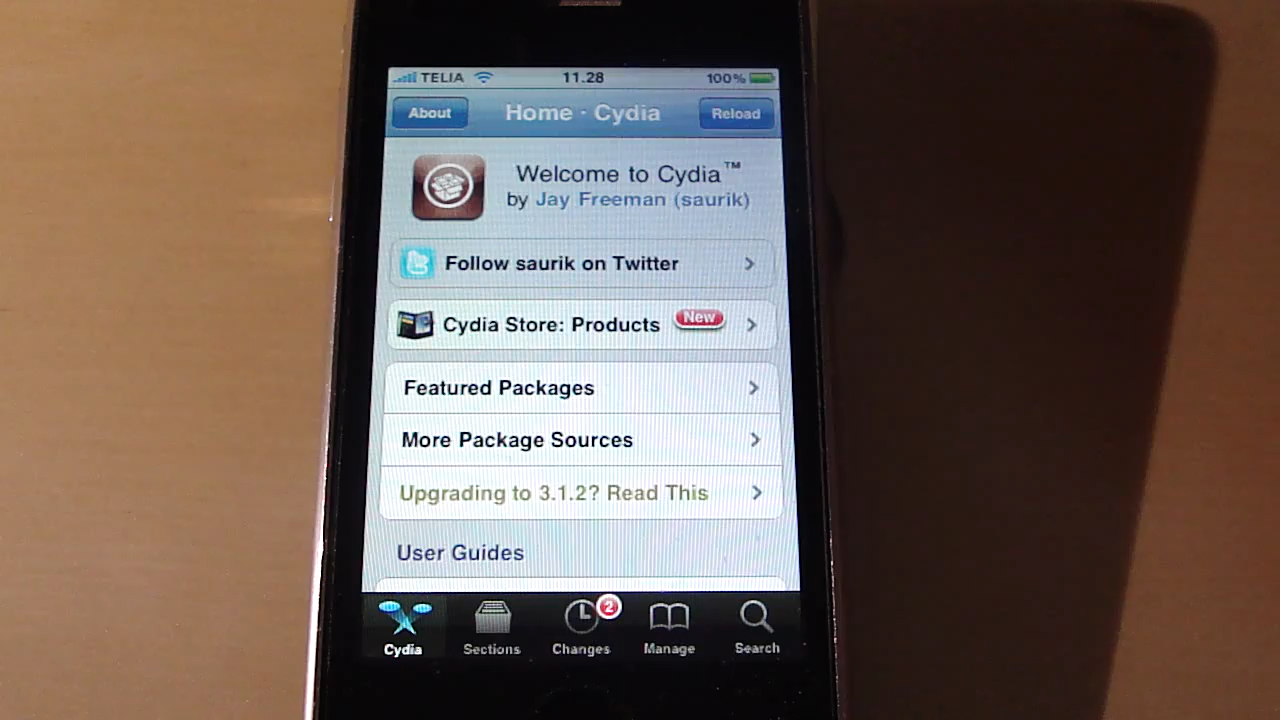 TELIA 11.28 100%
About Home · Cydia Reload
Welcome to Cydia™
by Jay Freeman (saurik)
Follow saurik on Twitter
Cydia Store: Products New
Featured Packages
More Package Sources
Upgrading to 3.1.2? Read This
User Guides
2
Cydia Sections Changes Manage Search